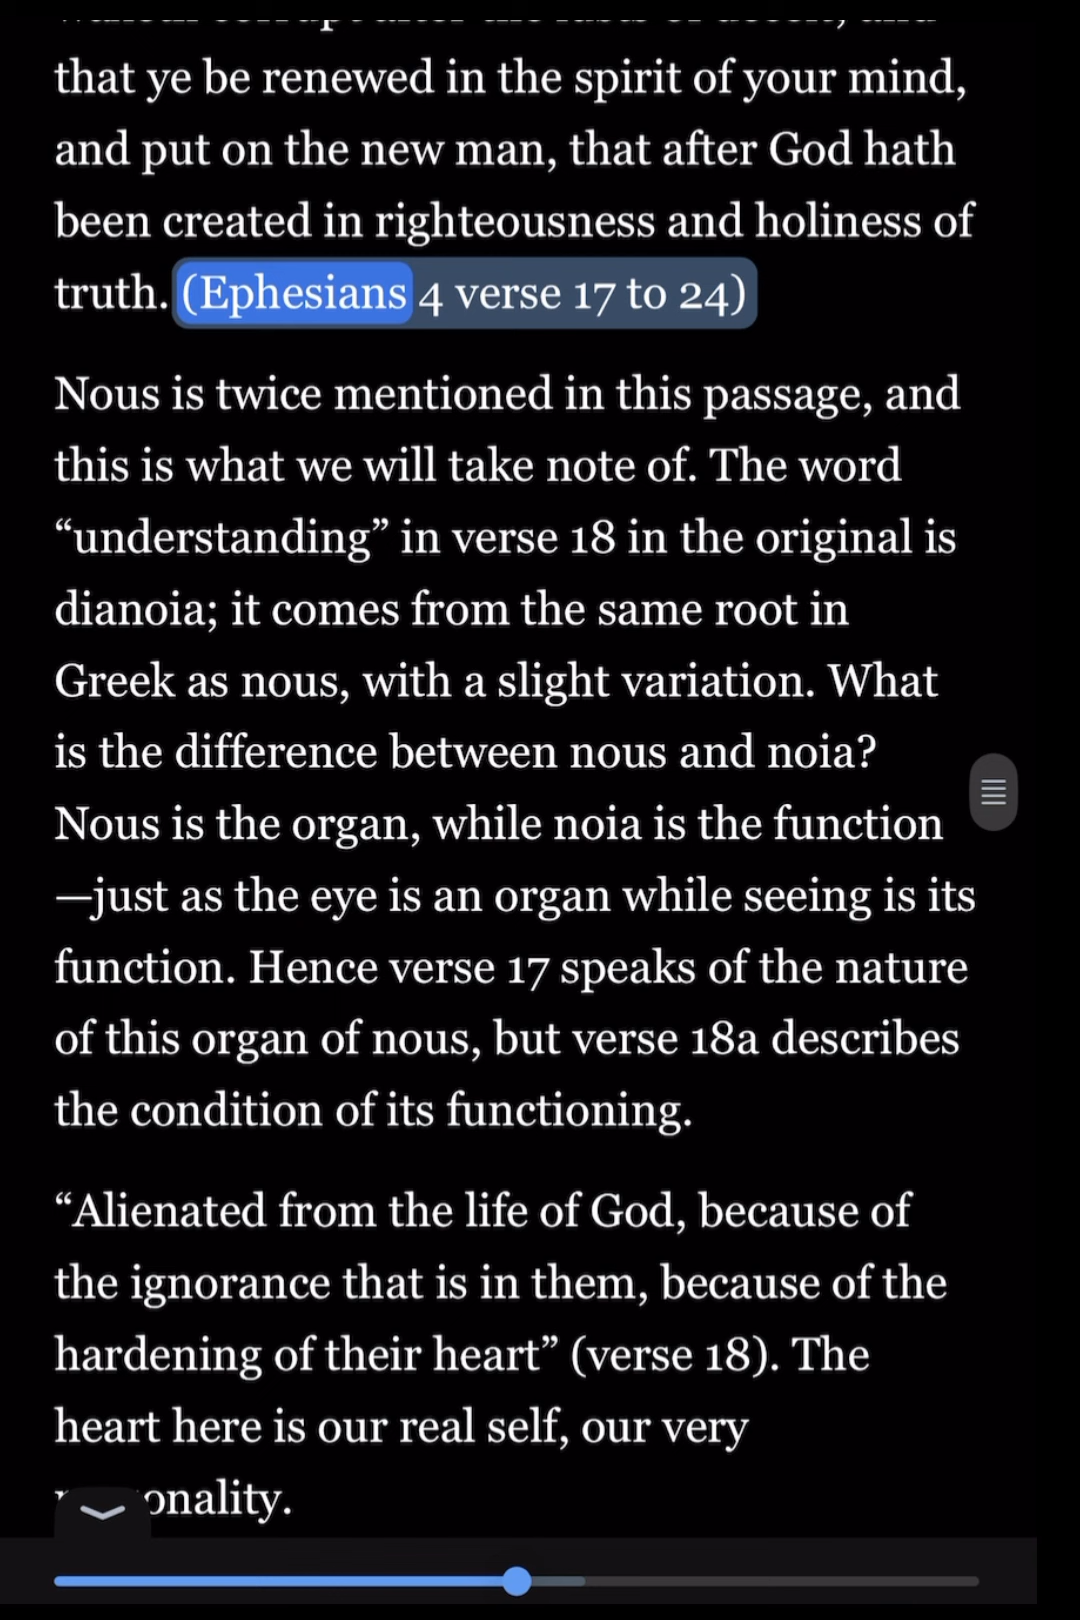 that ye be renewed in the spirit of your mind,
and put on the new man, that after God hath
been created in righteousness and holiness of
truth. (Ephesians 4 verse 17 to 24)
Nous is twice mentioned in this passage, and
this is what we will take note of. The word
“understanding” in verse 18 in the original is
dianoia; it comes from the same root in
Greek as nous, with a slight variation. What
is the difference between nous and noia?
Nous is the organ, while noia is the function
—just as the eye is an organ while seeing is its
function. Hence verse 17 speaks of the nature
of this organ of nous, but verse 18a describes
the condition of its functioning.
“Alienated from the life of God, because of
the ignorance that is in them, because of the
hardening of their heart” (verse 18). The
heart here is our real self, our very